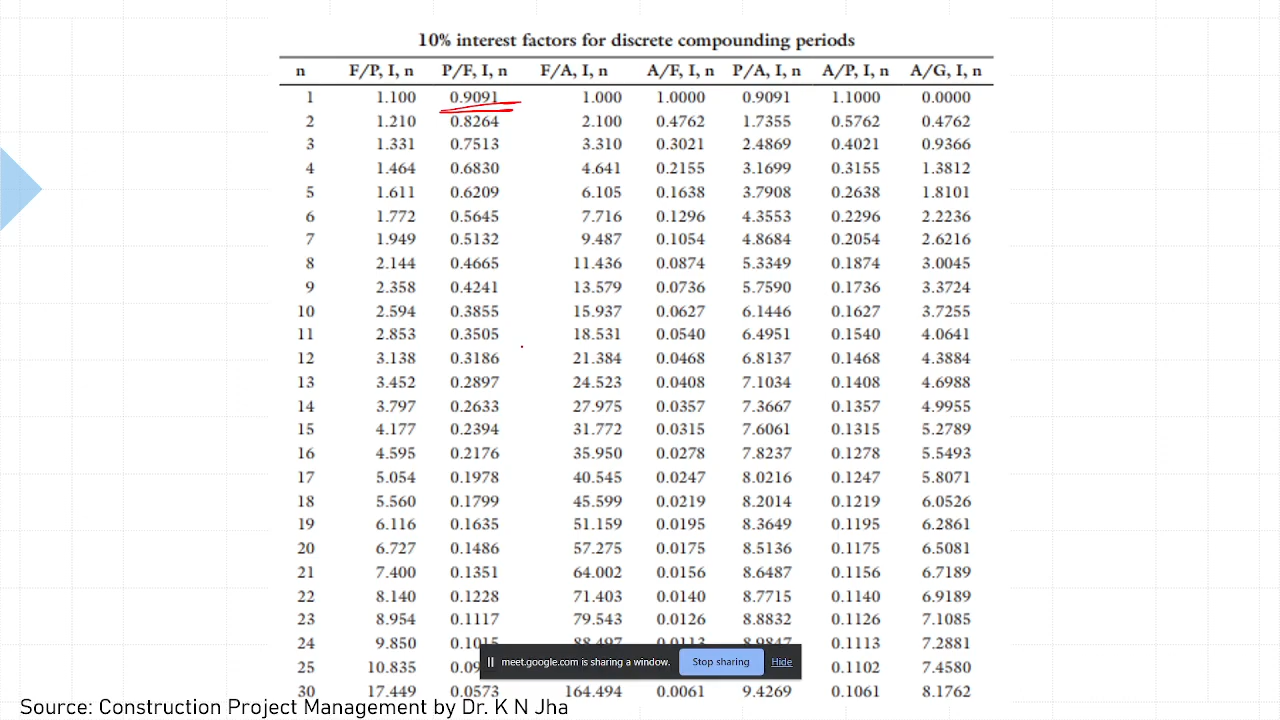 10% interest factors for discrete compounding periods
n F/P, I, n P/F, I, n F/A, I, n A/F, I, n P/A, I, n A/P, I, n A/G, I, n
1 1.100 0.9091 1.000 1.0000 0.9091 1.1000 0.0000
2 1.210 0.8264 2.100 0.4762 1.7355 0.5762 0.4762
3 1.331 0.7513 3.310 0.3021 2.4869 0.4021 0.9366
4 1.464 0.6830 4.641 0.2155 3.1699 0.3155 1.3812
5 1.611 0.6209 6.105 0.1638 3.7908 0.2638 1.8101
6 1.772 0.5645 7.716 0.1296 4.3553 0.2296 2.2236
7 1.949 0.5132 9.487 0.1054 4.8684 0.2054 2.6216
8 2.144 0.4665 11.436 0.0874 5.3349 0.1874 3.0045
9 2.358 0.4241 13.579 0.0736 5.7590 0.1736 3.3724
10 2.594 0.3855 15.937 0.0627 6.1446 0.1627 3.7255
11 2.853 0.3505 18.531 0.0540 6.4951 0.1540 4.0641
12 3.138 0.3186 21.384 0.0468 6.8137 0.1468 4.3884
13 3.452 0.2897 24.523 0.0408 7.1034 0.1408 4.6988
14 3.797 0.2633 27.975 0.0357 7.3667 0.1357 4.9955
15 4.177 0.2394 31.772 0.0315 7.6061 0.1315 5.2789
16 4.595 0.2176 35.950 0.0278 7.8237 0.1278 5.5493
17 5.054 0.1978 40.545 0.0247 8.0216 0.1247 5.8071
18 5.560 0.1799 45.599 0.0219 8.2014 0.1219 6.0526
19 6.116 0.1635 51.159 0.0195 8.3649 0.1195 6.2861
20 6.727 0.1486 57.275 0.0175 8.5136 0.1175 6.5081
21 7.400 0.1351 64.002 0.0156 8.6487 0.1156 6.7189
22 8.140 0.1228 71.403 0.0140 8.7715 0.1140 6.9189
23 8.954 0.1117 79.543 0.0126 8.8832 0.1126 7.1085
24 9.850 0.1015 88.497 0.0113 8.9847 0.1113 7.2881
meet.google.com is sharing a window. Stop sharing Hide
25 10.835 0.1102 7.4580
30 17.449 0.0573 164.494 0.0061 9.4269 0.1061 8.1762
Source: Construction Project Management by Dr. K N Jha